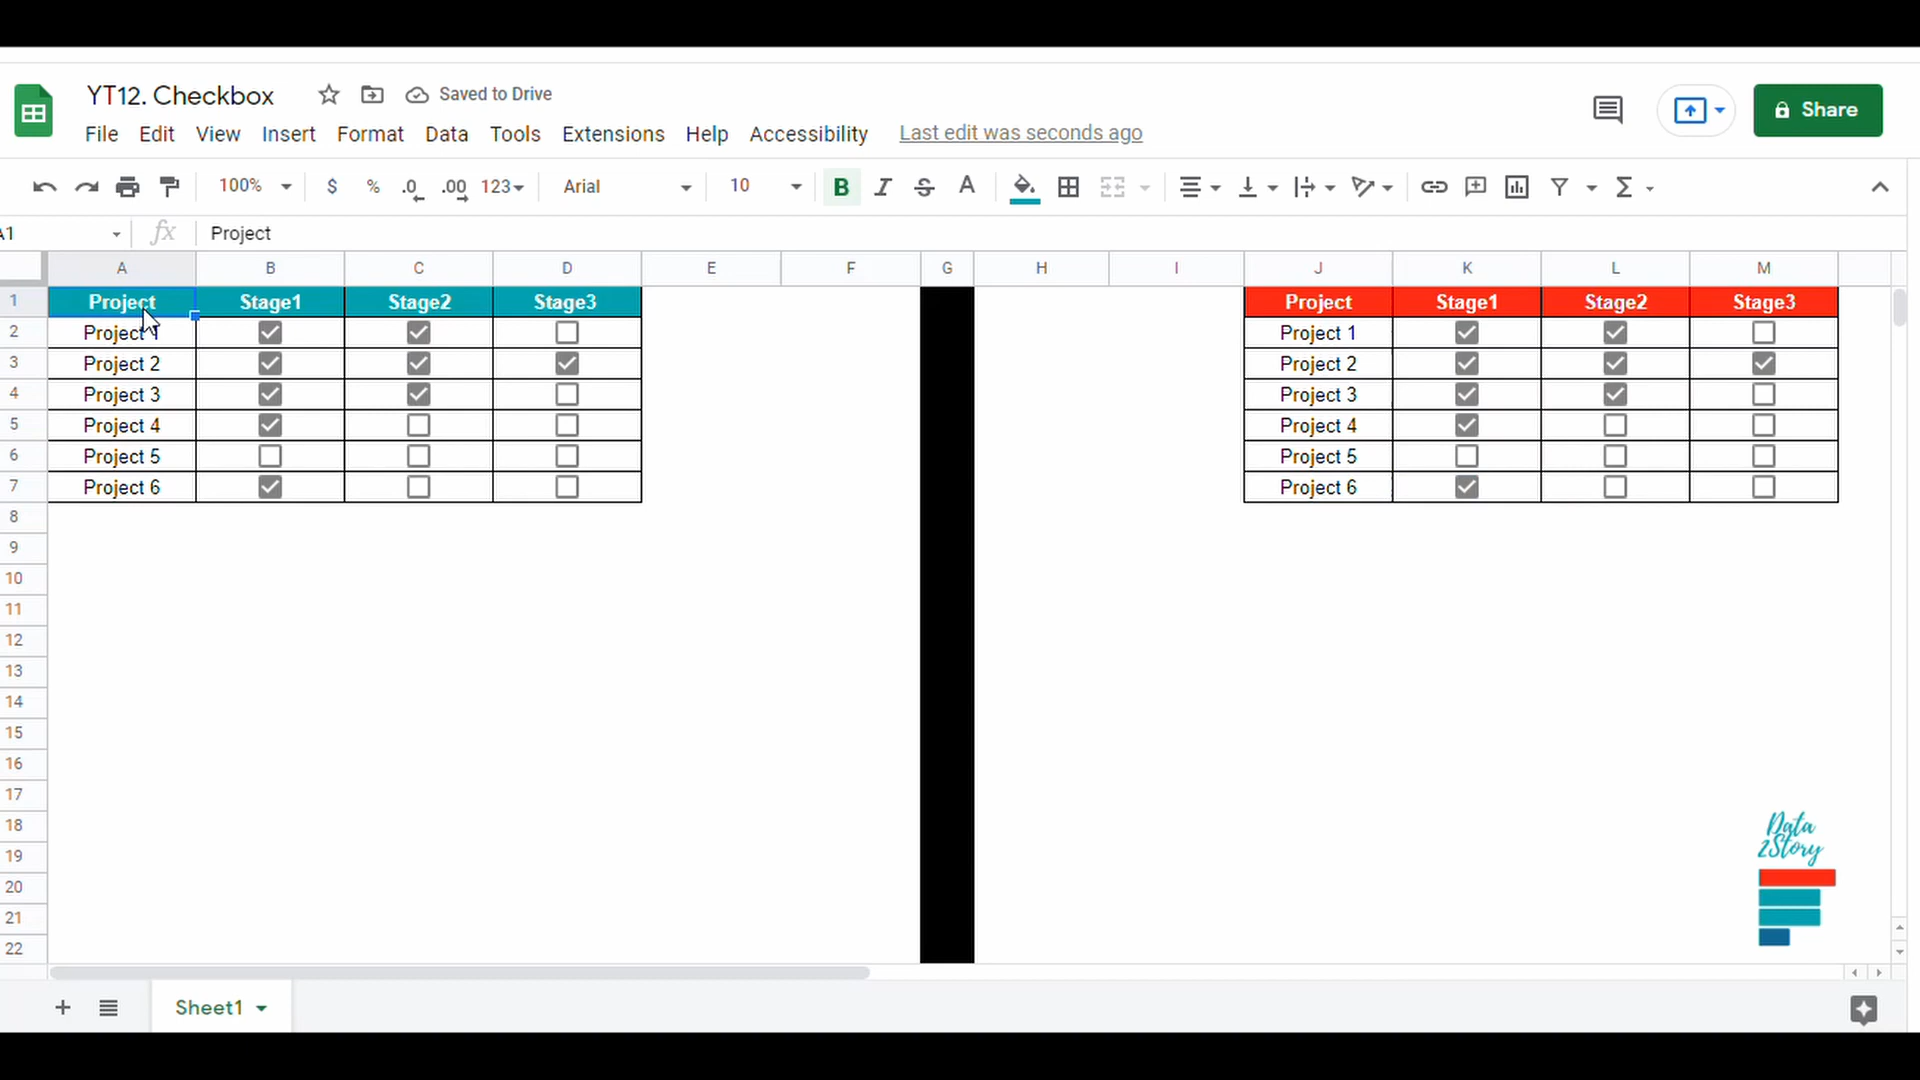 YT12. Checkbox Saved to Drive
File Edit View Insert Format Data Tools Extensions Help Accessibility Last edit was seconds ago
Share
100% $ % .0 .00 123 Arial 10 B I S A Σ
A1 fx Project
A B C D E F G H I J K L M
1 Project Stage1 Stage2 Stage3 Project Stage1 Stage2 Stage3
2 Project 1 Project 1
3 Project 2 Project 2
4 Project 3 Project 3
5 Project 4 Project 4
6 Project 5 Project 5
7 Project 6 Project 6
8
9
10
11
12
13
14
15
16
17
18
19
20
21
22
Data
2Story
Sheet1